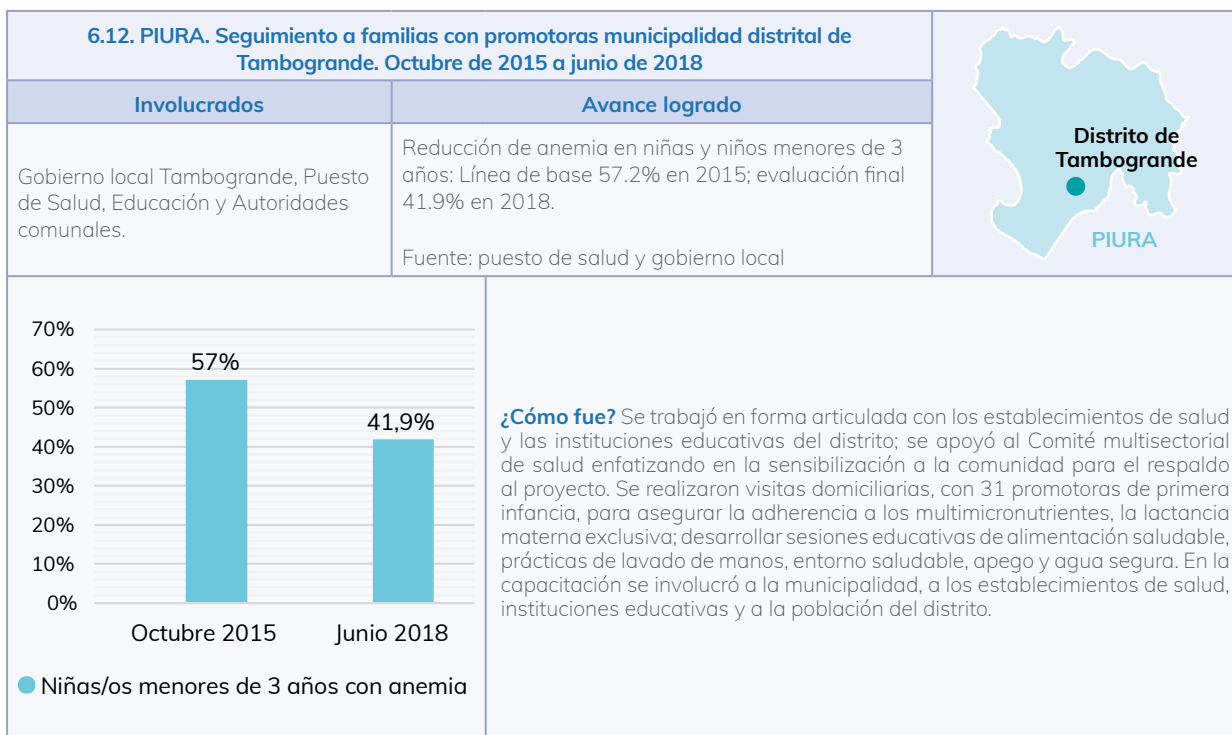 6.12. PIURA. Seguimiento a familias con promotoras municipalidad distrital de
Tambogrande. Octubre de 2015 a junio de 2018
Involucrados
Avance logrado
Gobierno local Tambogrande, Puesto
de Salud, Educación y Autoridades
comunales.
Reducción de anemia en niñas y niños menores de 3
años: Línea de base 57.2% en 2015; evaluación final
41.9% en 2018.
Fuente: puesto de salud y gobierno local
Distrito de
Tambogrande
PIURA
70%
60%
50%
40%
30%
20%
10%
0%
57%
41,9%
Octubre 2015
Junio 2018
Niñas/os menores de 3 años con anemia
¿Cómo fue? Se trabajó en forma articulada con los establecimientos de salud
y las instituciones educativas del distrito; se apoyó al Comité multisectorial
de salud enfatizando en la sensibilización a la comunidad para el respaldo
al proyecto. Se realizaron visitas domiciliarias, con 31 promotoras de primera
infancia, para asegurar la adherencia a los multimicronutrientes, la lactancia
materna exclusiva; desarrollar sesiones educativas de alimentación saludable,
prácticas de lavado de manos, entorno saludable, apego y agua segura. En la
capacitación se involucró a la municipalidad, a los establecimientos de salud,
instituciones educativas y a la población del distrito.